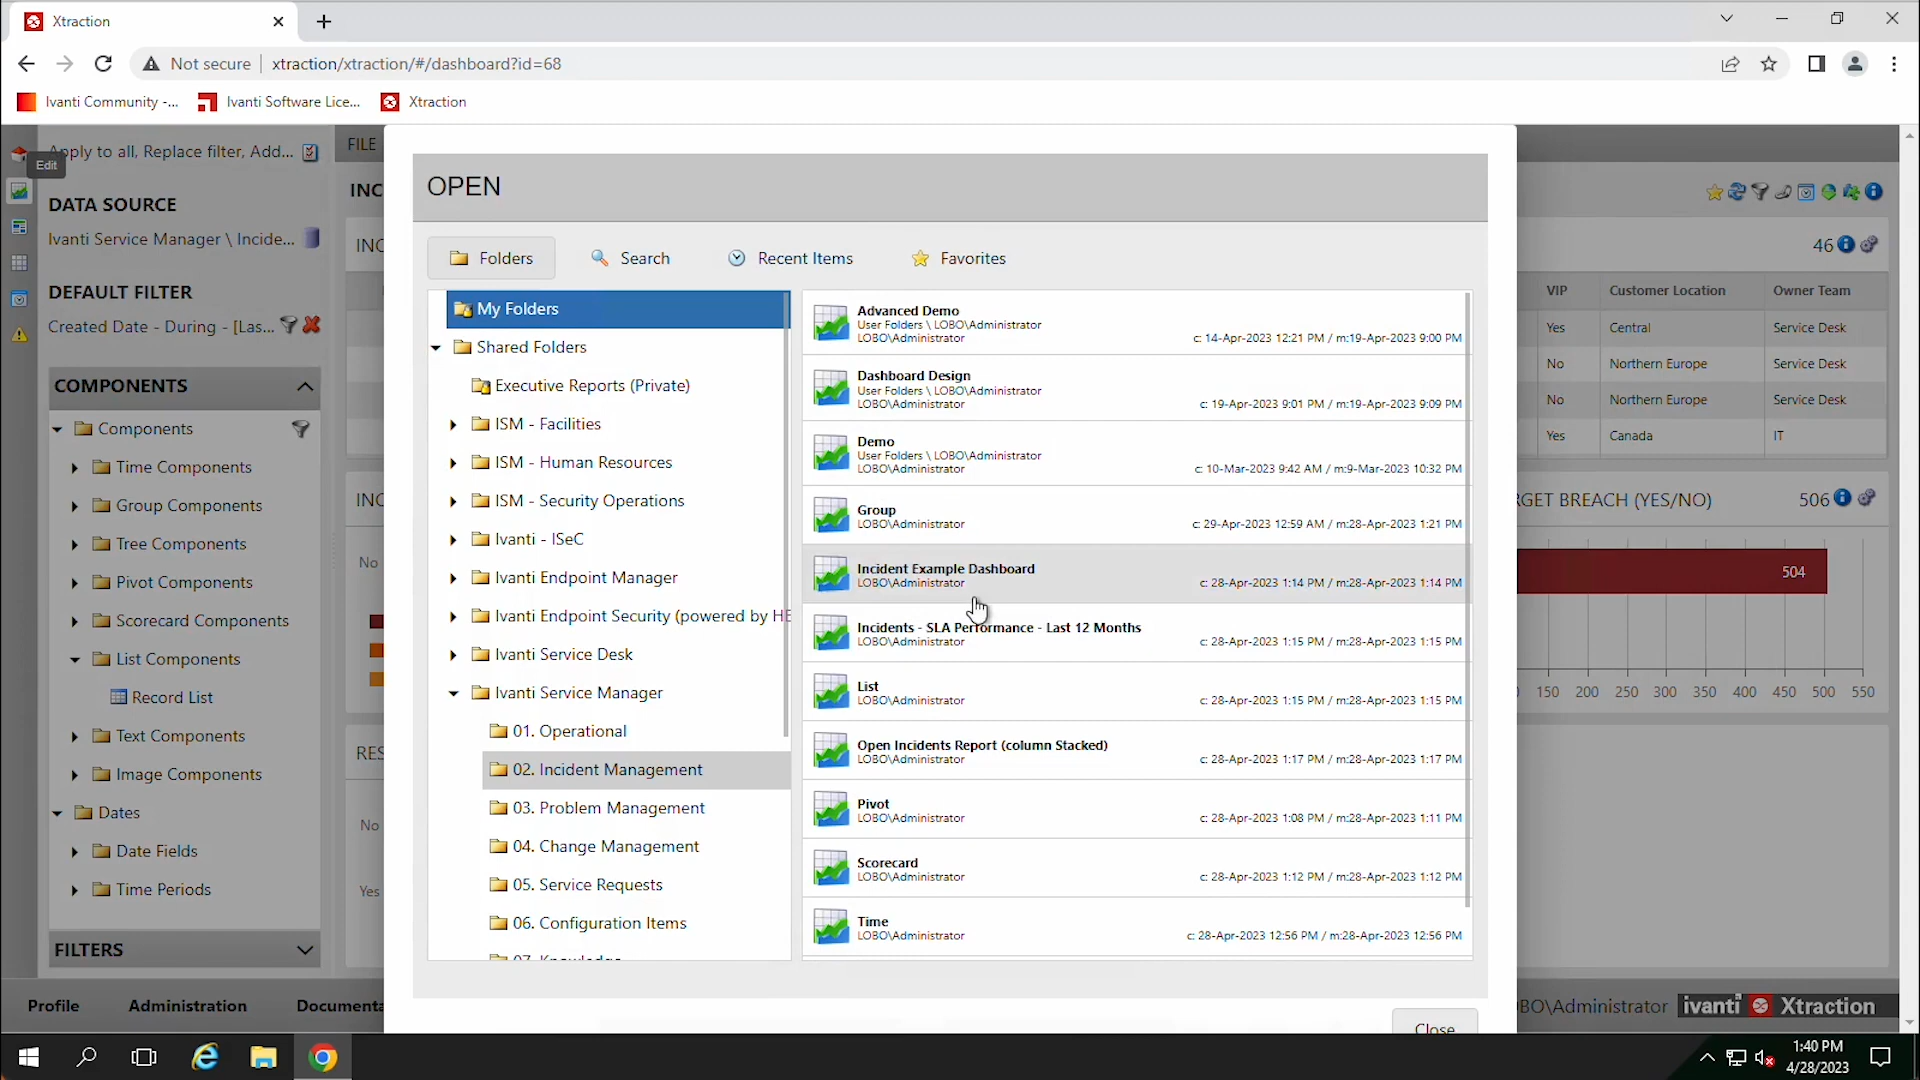 Xtraction
Not secure
xtraction/xtraction/#/dashboard?id=68
Ivanti Community -...
Ivanti Software Lice...
Xtraction
Apply to all, Replace filter, Add...
Edit
DATA SOURCE
Ivanti Service Manager \ Incide...
DEFAULT FILTER
Created Date - During - [Las...
COMPONENTS
Components
Time Components
Group Components
Tree Components
Pivot Components
Scorecard Components
List Components
Record List
Text Components
Image Components
Dates
Date Fields
Time Periods
FILTERS
FILE
INC
INC
INC
No
RES
No
Yes
OPEN
Folders
Search
Recent Items
Favorites
My Folders
Shared Folders
Executive Reports (Private)
ISM - Facilities
ISM - Human Resources
ISM - Security Operations
Ivanti - ISeC
Ivanti Endpoint Manager
Ivanti Endpoint Security (powered by HE
Ivanti Service Desk
Ivanti Service Manager
01. Operational
02. Incident Management
03. Problem Management
04. Change Management
05. Service Requests
06. Configuration Items
07. Knowledge
Advanced Demo
User Folders \ LOBO\Administrator
LOBO\Administrator
c: 14-Apr-2023 12:21 PM / m:19-Apr-2023 9:00 PM
Dashboard Design
User Folders \ LOBO\Administrator
LOBO\Administrator
c: 19-Apr-2023 9:01 PM / m:19-Apr-2023 9:09 PM
Demo
User Folders \ LOBO\Administrator
LOBO\Administrator
c: 10-Mar-2023 9:42 AM / m:9-Mar-2023 10:32 PM
Group
LOBO\Administrator
c: 29-Apr-2023 12:59 AM / m:28-Apr-2023 1:21 PM
Incident Example Dashboard
LOBO\Administrator
c: 28-Apr-2023 1:14 PM / m:28-Apr-2023 1:14 PM
Incidents - SLA Performance - Last 12 Months
LOBO\Administrator
c: 28-Apr-2023 1:15 PM / m:28-Apr-2023 1:15 PM
List
LOBO\Administrator
c: 28-Apr-2023 1:15 PM / m:28-Apr-2023 1:15 PM
Open Incidents Report (column Stacked)
LOBO\Administrator
c: 28-Apr-2023 1:17 PM / m:28-Apr-2023 1:17 PM
Pivot
LOBO\Administrator
c: 28-Apr-2023 1:08 PM / m:28-Apr-2023 1:11 PM
Scorecard
LOBO\Administrator
c: 28-Apr-2023 1:12 PM / m:28-Apr-2023 1:12 PM
Time
LOBO\Administrator
c: 28-Apr-2023 12:56 PM / m:28-Apr-2023 12:56 PM
Close
46
VIP Customer Location Owner Team
Yes Central Service Desk
No Northern Europe Service Desk
No Northern Europe Service Desk
Yes Canada IT
RGET BREACH (YES/NO) 506
504
150 200 250 300 350 400 450 500 550
Profile
Administration
Documenta
BO\Administrator
ivanti Xtraction
1:40 PM
4/28/2023